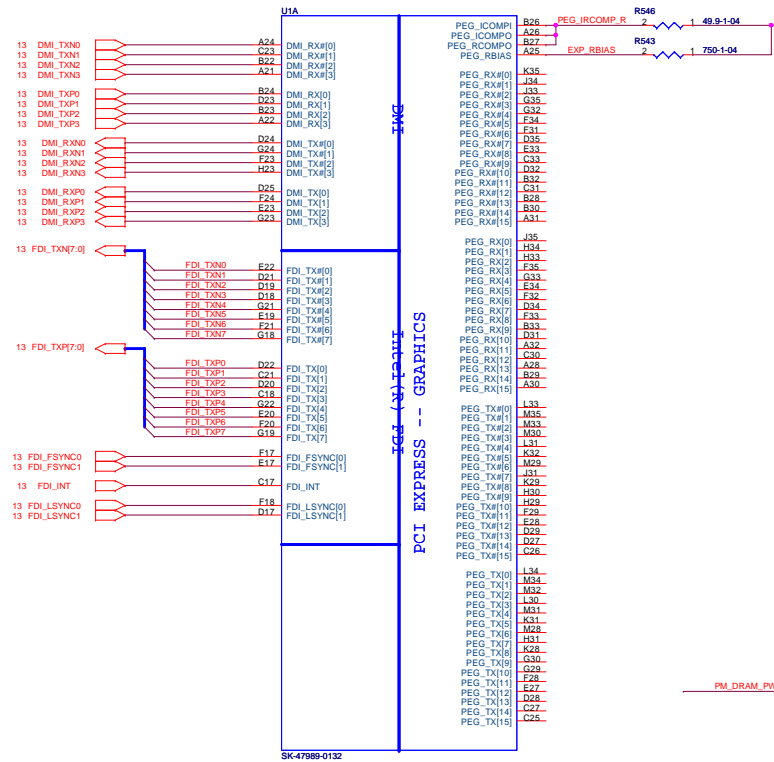 U1A
13 DMI_TXN0 A24 DMI_RX#[0]
13 DMI_TXN1 C23 DMI_RX#[1]
13 DMI_TXN2 B22 DMI_RX#[2]
13 DMI_TXN3 A21 DMI_RX#[3]
13 DMI_TXP0 B24 DMI_RX[0]
13 DMI_TXP1 D23 DMI_RX[1]
13 DMI_TXP2 B23 DMI_RX[2]
13 DMI_TXP3 A22 DMI_RX[3]
13 DMI_RXN0 D24 DMI_TX#[0]
13 DMI_RXN1 G24 DMI_TX#[1]
13 DMI_RXN2 F23 DMI_TX#[2]
13 DMI_RXN3 H23 DMI_TX#[3]
13 DMI_RXP0 D25 DMI_TX[0]
13 DMI_RXP1 F24 DMI_TX[1]
13 DMI_RXP2 E23 DMI_TX[2]
13 DMI_RXP3 G23 DMI_TX[3]
DMI
13 FDI_TXN[7:0]
FDI_TXN0 E22 FDI_TX#[0]
FDI_TXN1 D21 FDI_TX#[1]
FDI_TXN2 D19 FDI_TX#[2]
FDI_TXN3 D18 FDI_TX#[3]
FDI_TXN4 G21 FDI_TX#[4]
FDI_TXN5 E19 FDI_TX#[5]
FDI_TXN6 F21 FDI_TX#[6]
FDI_TXN7 G18 FDI_TX#[7]
13 FDI_TXP[7:0]
FDI_TXP0 D22 FDI_TX[0]
FDI_TXP1 C21 FDI_TX[1]
FDI_TXP2 D20 FDI_TX[2]
FDI_TXP3 C18 FDI_TX[3]
FDI_TXP4 G22 FDI_TX[4]
FDI_TXP5 E20 FDI_TX[5]
FDI_TXP6 F20 FDI_TX[6]
FDI_TXP7 G19 FDI_TX[7]
13 FDI_FSYNC0 F17 FDI_FSYNC[0]
13 FDI_FSYNC1 E17 FDI_FSYNC[1]
13 FDI_INT C17 FDI_INT
13 FDI_LSYNC0 F18 FDI_LSYNC[0]
13 FDI_LSYNC1 D17 FDI_LSYNC[1]
Intel(R) FDI
PCI EXPRESS -- GRAPHICS
PEG_ICOMPI B26 PEG_IRCOMP_R R546 2 1 49.9-1-04
PEG_ICOMPO A26
PEG_RCOMPO B27
PEG_RBIAS A25 EXP_RBIAS R543 2 1 750-1-04
PEG_RX#[0] K35
PEG_RX#[1] J34
PEG_RX#[2] J33
PEG_RX#[3] G35
PEG_RX#[4] G32
PEG_RX#[5] F34
PEG_RX#[6] F31
PEG_RX#[7] D35
PEG_RX#[8] E33
PEG_RX#[9] C33
PEG_RX#[10] D32
PEG_RX#[11] B32
PEG_RX#[12] C31
PEG_RX#[13] B28
PEG_RX#[14] B30
PEG_RX#[15] A31
PEG_RX[0] J35
PEG_RX[1] H34
PEG_RX[2] H33
PEG_RX[3] F35
PEG_RX[4] G33
PEG_RX[5] E34
PEG_RX[6] F32
PEG_RX[7] D34
PEG_RX[8] F33
PEG_RX[9] B33
PEG_RX[10] D31
PEG_RX[11] A32
PEG_RX[12] C30
PEG_RX[13] A28
PEG_RX[14] B29
PEG_RX[15] A30
PEG_TX#[0] L33
PEG_TX#[1] M35
PEG_TX#[2] M33
PEG_TX#[3] M30
PEG_TX#[4] L31
PEG_TX#[5] K32
PEG_TX#[6] M29
PEG_TX#[7] J31
PEG_TX#[8] K29
PEG_TX#[9] H30
PEG_TX#[10] H29
PEG_TX#[11] F29
PEG_TX#[12] E28
PEG_TX#[13] D29
PEG_TX#[14] D27
PEG_TX#[15] C26
PEG_TX[0] L34
PEG_TX[1] M34
PEG_TX[2] M32
PEG_TX[3] L30
PEG_TX[4] M31
PEG_TX[5] K31
PEG_TX[6] M28
PEG_TX[7] H31
PEG_TX[8] K28
PEG_TX[9] G30
PEG_TX[10] G29
PEG_TX[11] F28
PEG_TX[12] E27
PEG_TX[13] D28
PEG_TX[14] C27
PEG_TX[15] C25
PM_DRAM_PW
SK-47989-0132